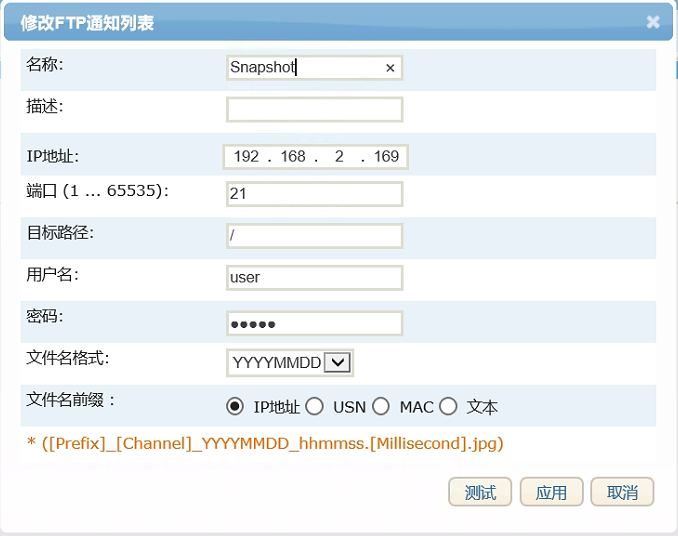 修改FTP通知列表
名称: Snapshot
描述:
IP地址: 192 . 168 . 2 . 169
端口 (1 ... 65535): 21
目标路径: /
用户名: user
密码: ●●●●●
文件名格式: YYYYMMDD
文件名前缀 : IP地址 USN MAC 文本
* ([Prefix]_[Channel]_YYYYMMDD_hhmmss.[Millisecond].jpg)
测试 应用 取消